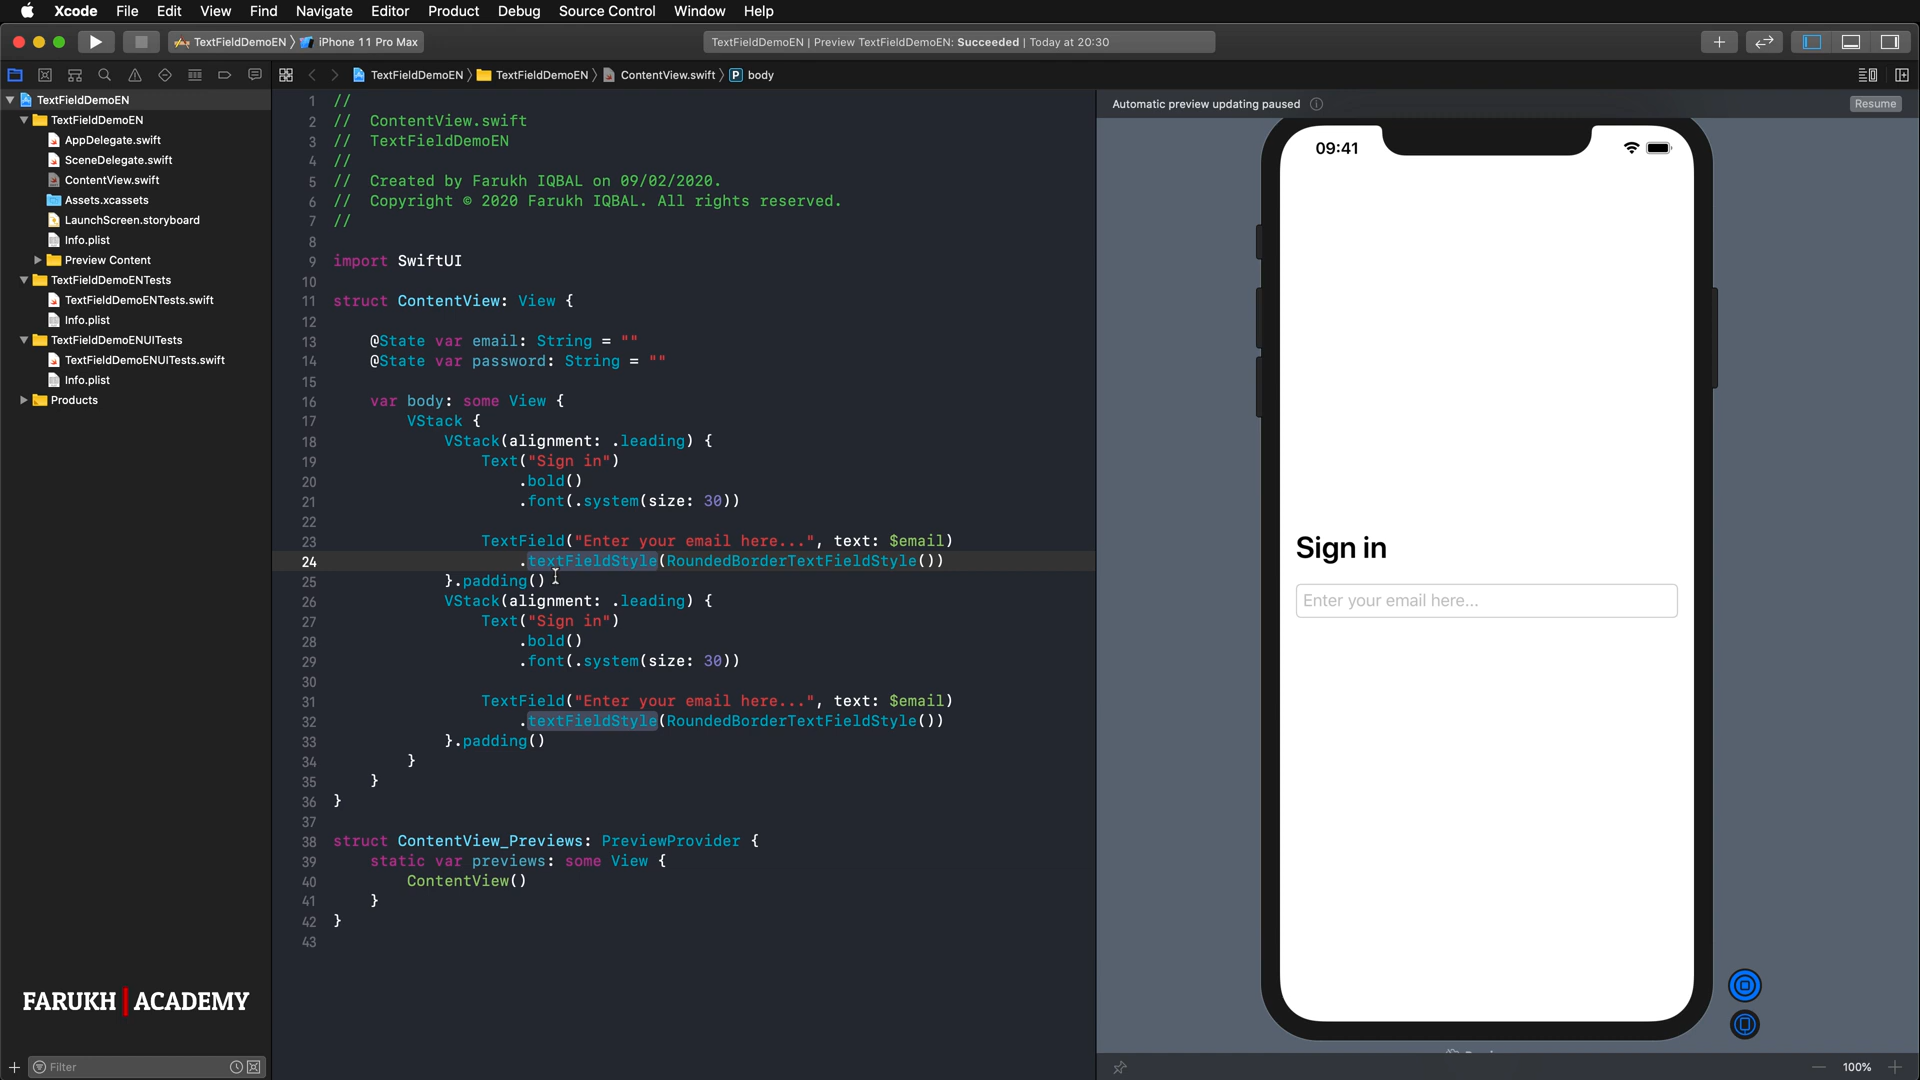 Xcode File Edit View Find Navigate Editor Product Debug Source Control Window Help
TextFieldDemoEN iPhone 11 Pro Max
TextFieldDemoEN | Preview TextFieldDemoEN: Succeeded | Today at 20:30
TextFieldDemoEN TextFieldDemoEN ContentView.swift P body
TextFieldDemoEN
TextFieldDemoEN
AppDelegate.swift
SceneDelegate.swift
ContentView.swift
Assets.xcassets
LaunchScreen.storyboard
Info.plist
Preview Content
TextFieldDemoENTests
TextFieldDemoENTests.swift
Info.plist
TextFieldDemoENUITests
TextFieldDemoENUITests.swift
Info.plist
Products
FARUKH | ACADEMY
Filter
1 //
2 // ContentView.swift
3 // TextFieldDemoEN
4 //
5 // Created by Farukh IQBAL on 09/02/2020.
6 // Copyright © 2020 Farukh IQBAL. All rights reserved.
7 //
8
9 import SwiftUI
10
11 struct ContentView: View {
12
13 @State var email: String = ""
14 @State var password: String = ""
15
16 var body: some View {
17 VStack {
18 VStack(alignment: .leading) {
19 Text("Sign in")
20 .bold()
21 .font(.system(size: 30))
22
23 TextField("Enter your email here...", text: $email)
24 .textFieldStyle(RoundedBorderTextFieldStyle())
25 }.padding()
26 VStack(alignment: .leading) {
27 Text("Sign in")
28 .bold()
29 .font(.system(size: 30))
30
31 TextField("Enter your email here...", text: $email)
32 .textFieldStyle(RoundedBorderTextFieldStyle())
33 }.padding()
34 }
35 }
36 }
37
38 struct ContentView_Previews: PreviewProvider {
39 static var previews: some View {
40 ContentView()
41 }
42 }
43
Automatic preview updating paused
Resume
09:41
Sign in
Enter your email here...
100%